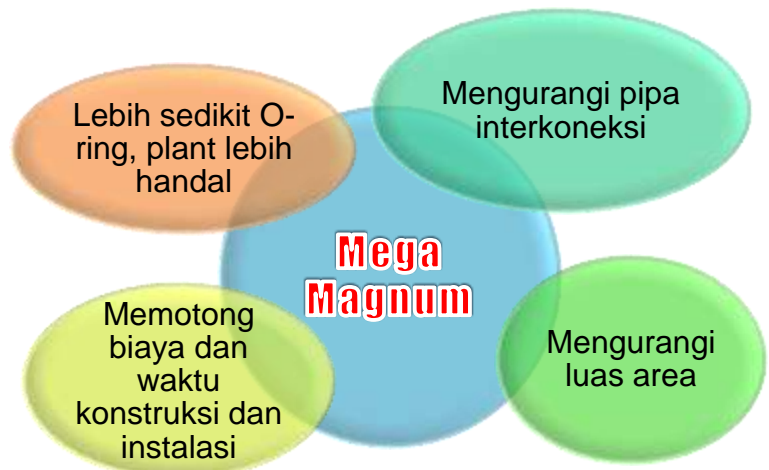 Lebih sedikit O-
ring, plant lebih
handal
Mengurangi pipa
interkoneksi
Mega
Magnum
Memotong
biaya dan
waktu
konstruksi dan
instalasi
Mengurangi
luas area